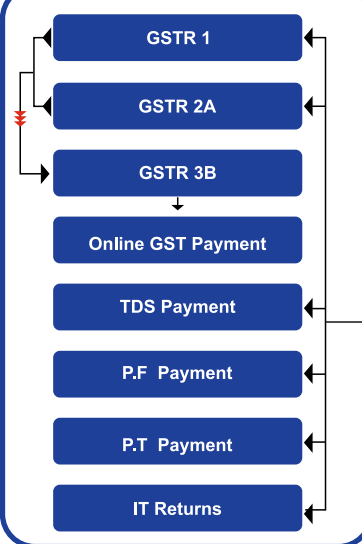 GSTR 1
GSTR 2A
GSTR 3B
Online GST Payment
TDS Payment
P.F  Payment
P.T  Payment
IT Returns